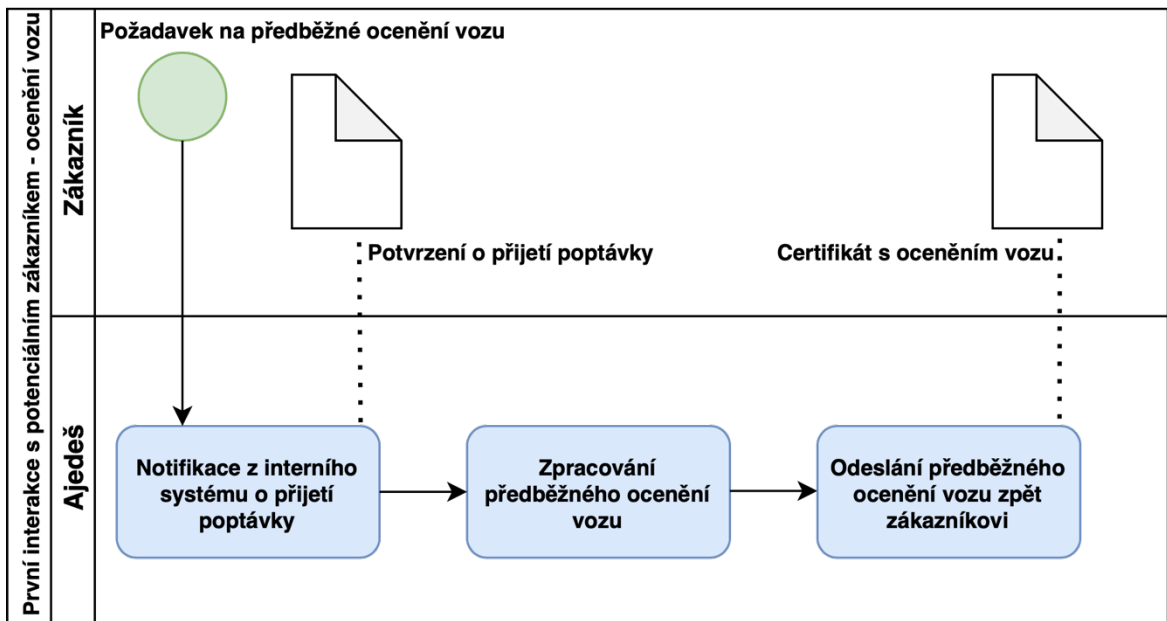 První interakce s potenciálním zákazníkem - ocenění vozu
Zákazník
Požadavek na předběžné ocenění vozu
Potvrzení o přijetí poptávky
Certifikát s oceněním vozu
Ajedeš
Notifikace z interního
systému o přijetí
poptávky
Zpracování
předběžného ocenění
vozu
Odeslání předběžného
ocenění vozu zpět
zákazníkovi